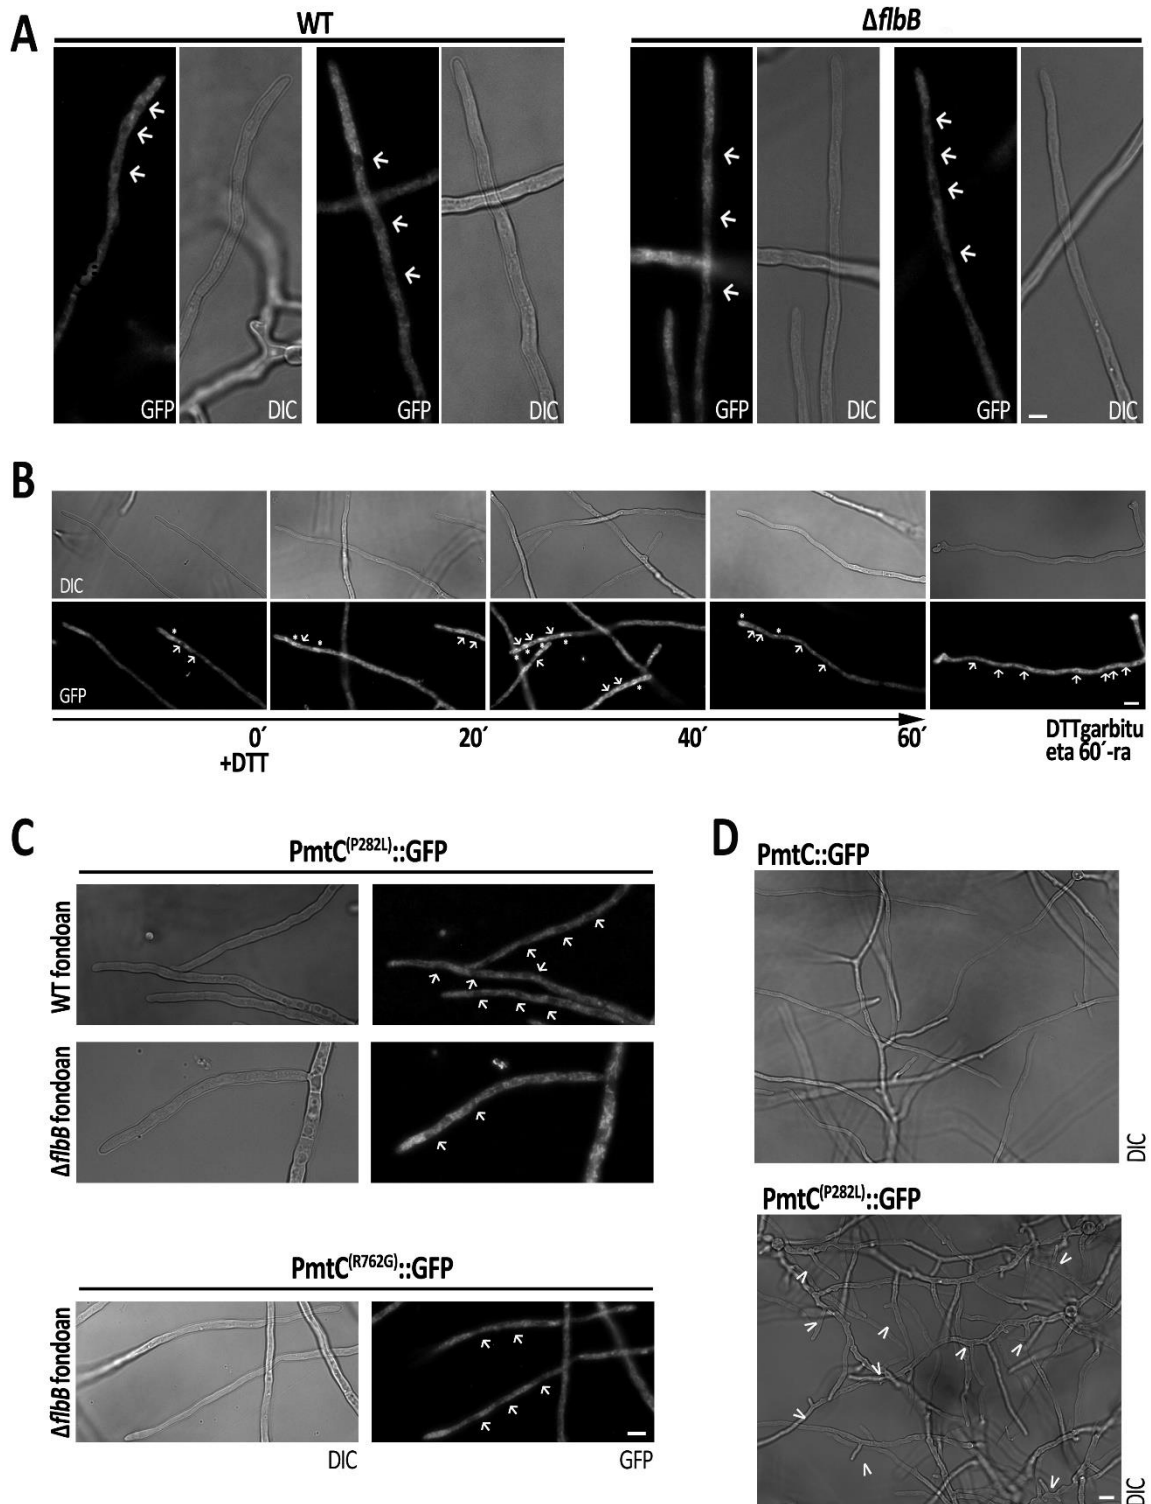 A
WT
ΔflbB
GFP
DIC
GFP
DIC
GFP
DIC
GFP
DIC
B
DIC
GFP
0´
20´
40´
60´
+DTT
DTTgarbitu
eta 60´-ra
C
PmtC(P282L)::GFP
WT fondoan
ΔflbB fondoan
PmtC(R762G)::GFP
ΔflbB fondoan
DIC
GFP
D
PmtC::GFP
DIC
PmtC(P282L)::GFP
DIC